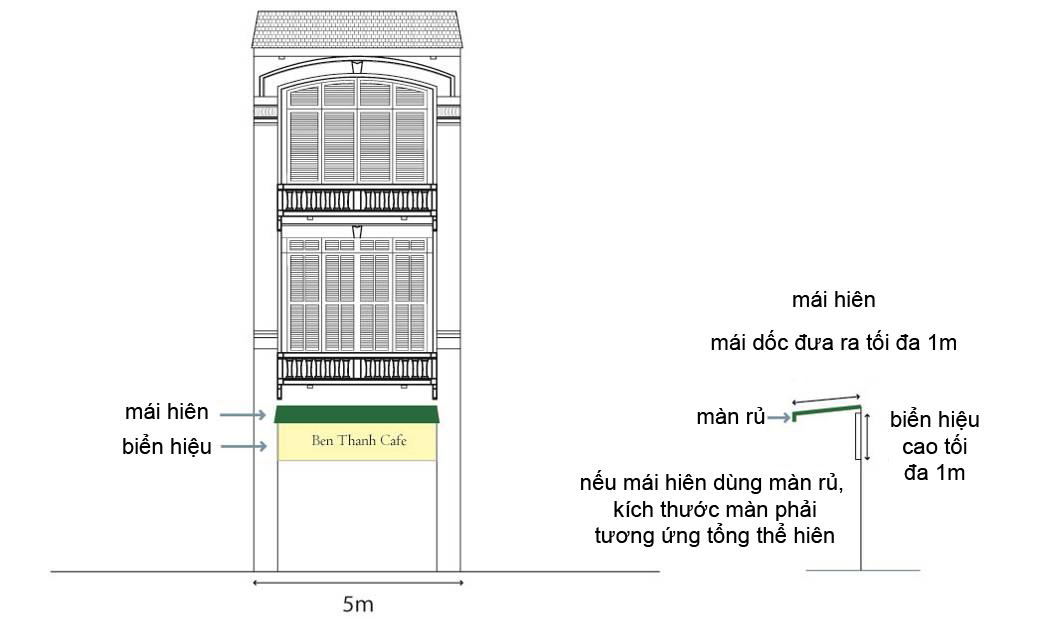 mái hiên
biển hiệu
Ben Thanh Cafe
5m
mái hiên
mái dốc đưa ra tối đa 1m
màn rủ
biển hiệu
cao tối
đa 1m
nếu mái hiên dùng màn rủ,
kích thước màn phải
tương ứng tổng thể hiên